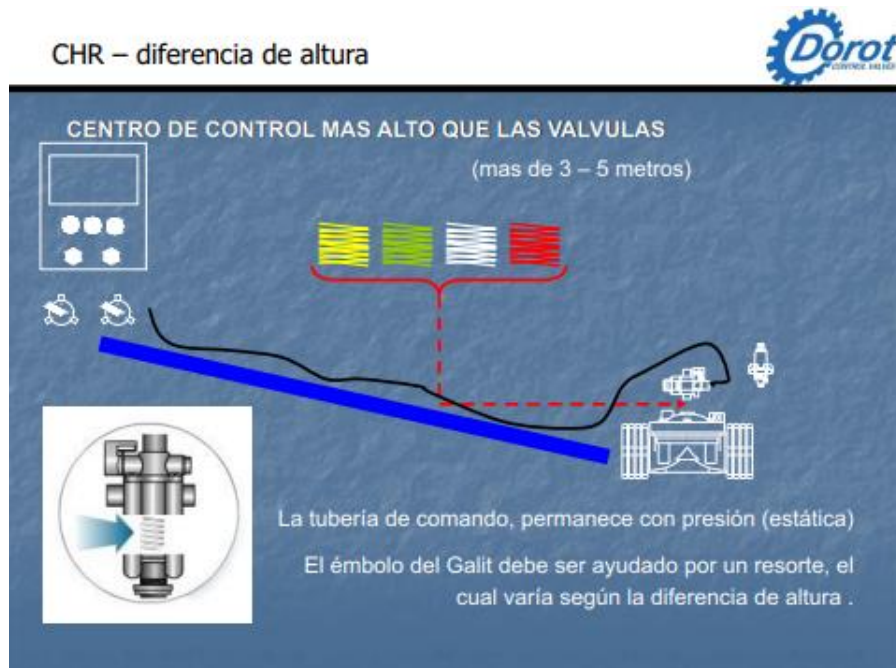 CHR – diferencia de altura
Dorot
CONTROL VALVES
CENTRO DE CONTROL MAS ALTO QUE LAS VALVULAS
(mas de 3 – 5 metros)
La tubería de comando, permanece con presión (estática)
El émbolo del Galit debe ser ayudado por un resorte, el
cual varía según la diferencia de altura .